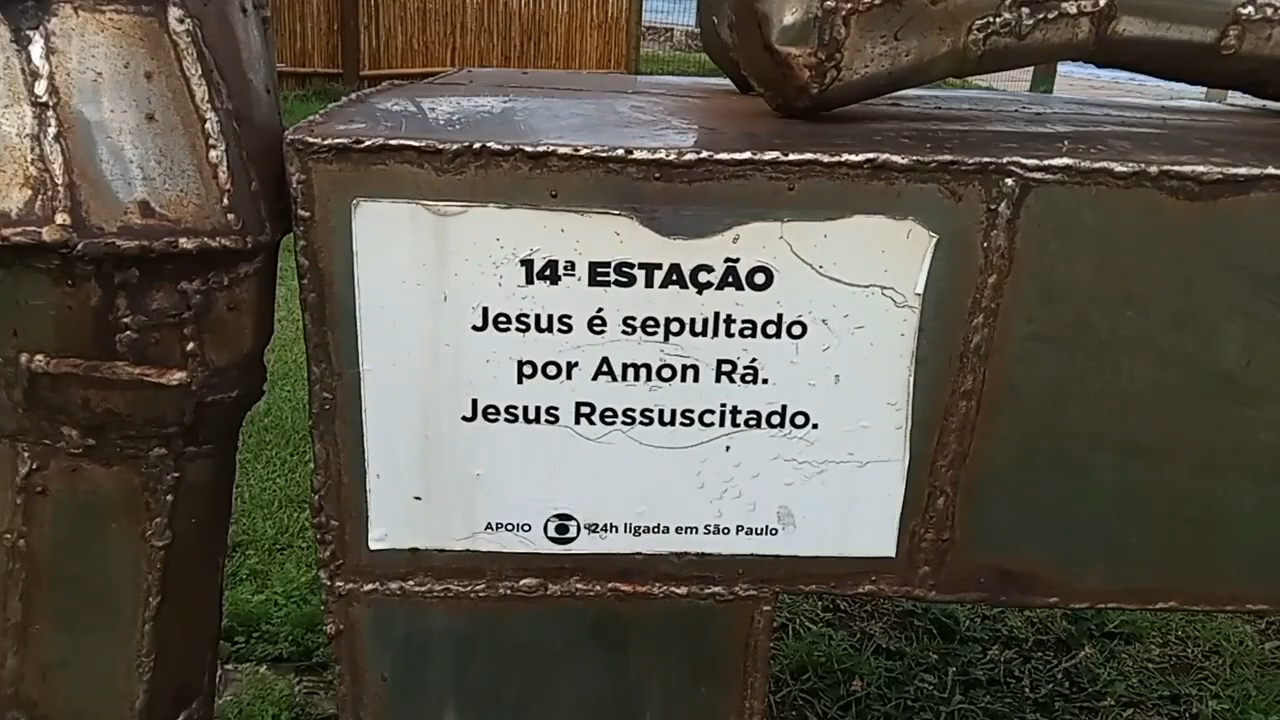 14ª ESTAÇÃO
Jesus é sepultado
por Amon Rá.
Jesus Ressuscitado.
APOIO 24h ligada em São Paulo